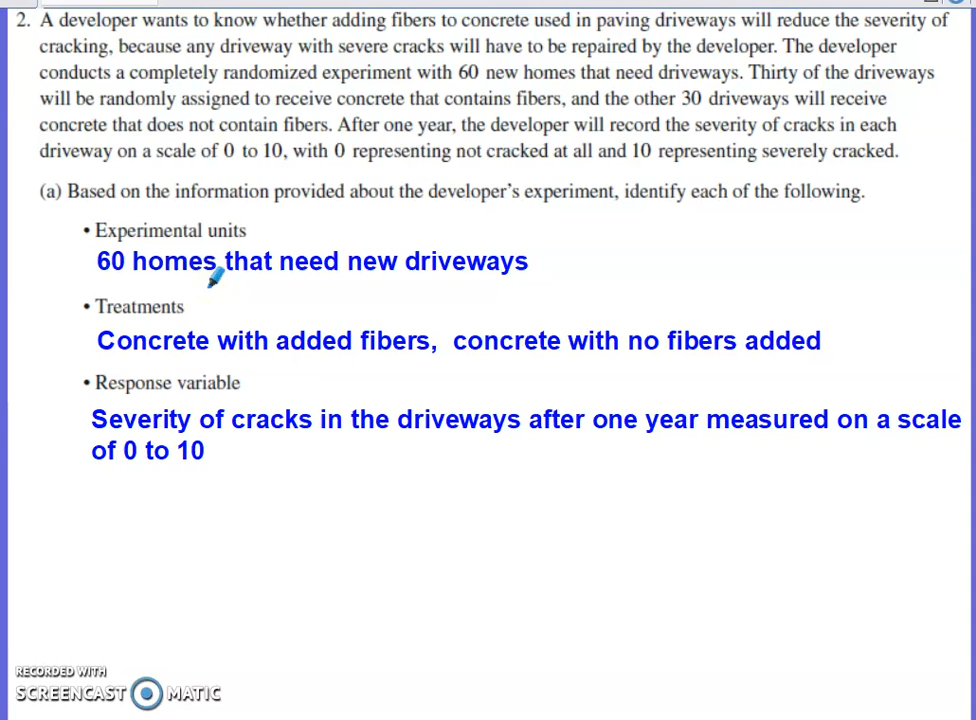 2. A developer wants to know whether adding fibers to concrete used in paving driveways will reduce the severity of
cracking, because any driveway with severe cracks will have to be repaired by the developer. The developer
conducts a completely randomized experiment with 60 new homes that need driveways. Thirty of the driveways
will be randomly assigned to receive concrete that contains fibers, and the other 30 driveways will receive
concrete that does not contain fibers. After one year, the developer will record the severity of cracks in each
driveway on a scale of 0 to 10, with 0 representing not cracked at all and 10 representing severely cracked.
(a) Based on the information provided about the developer's experiment, identify each of the following.
• Experimental units
60 homes that need new driveways
• Treatments
Concrete with added fibers, concrete with no fibers added
• Response variable
Severity of cracks in the driveways after one year measured on a scale
of 0 to 10
RECORDED WITH
SCREENCAST MATIC